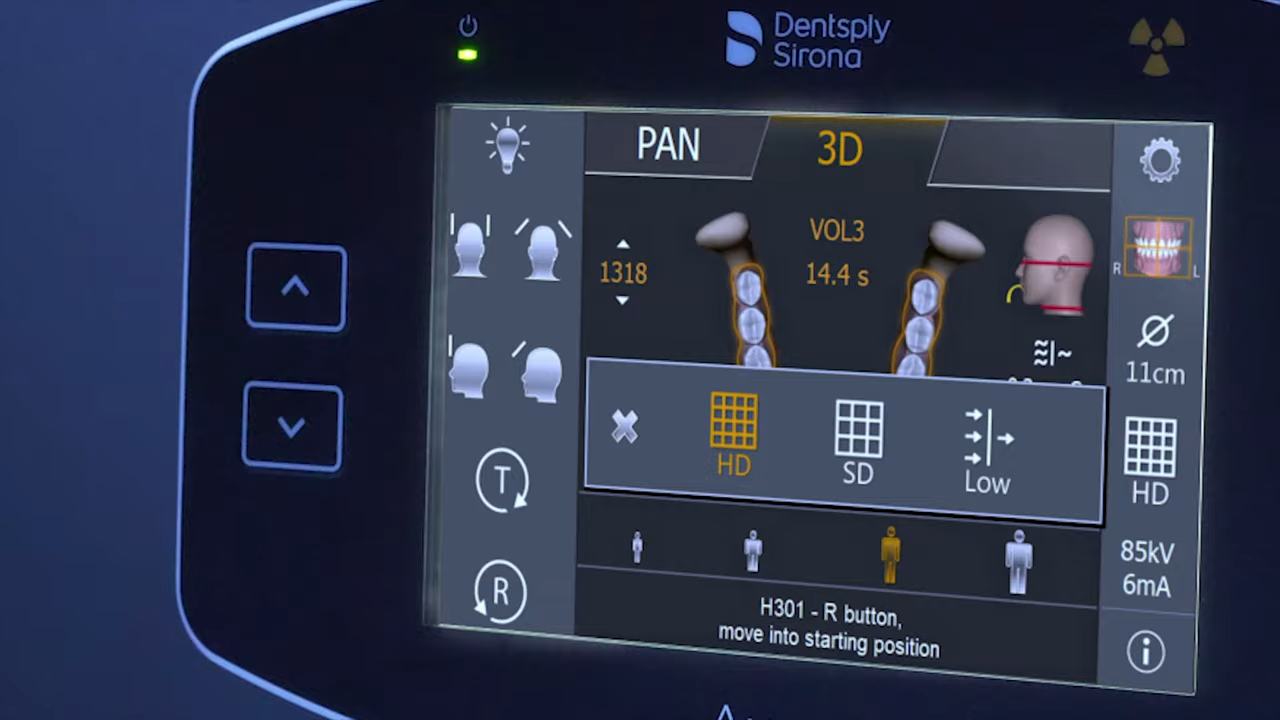 Dentsply
Sirona
PAN
3D
VOL3
1318
14.4 s
R
L
11cm
HD
SD
Low
HD
T
85kV
6mA
R
H301 - R button,
move into starting position
i